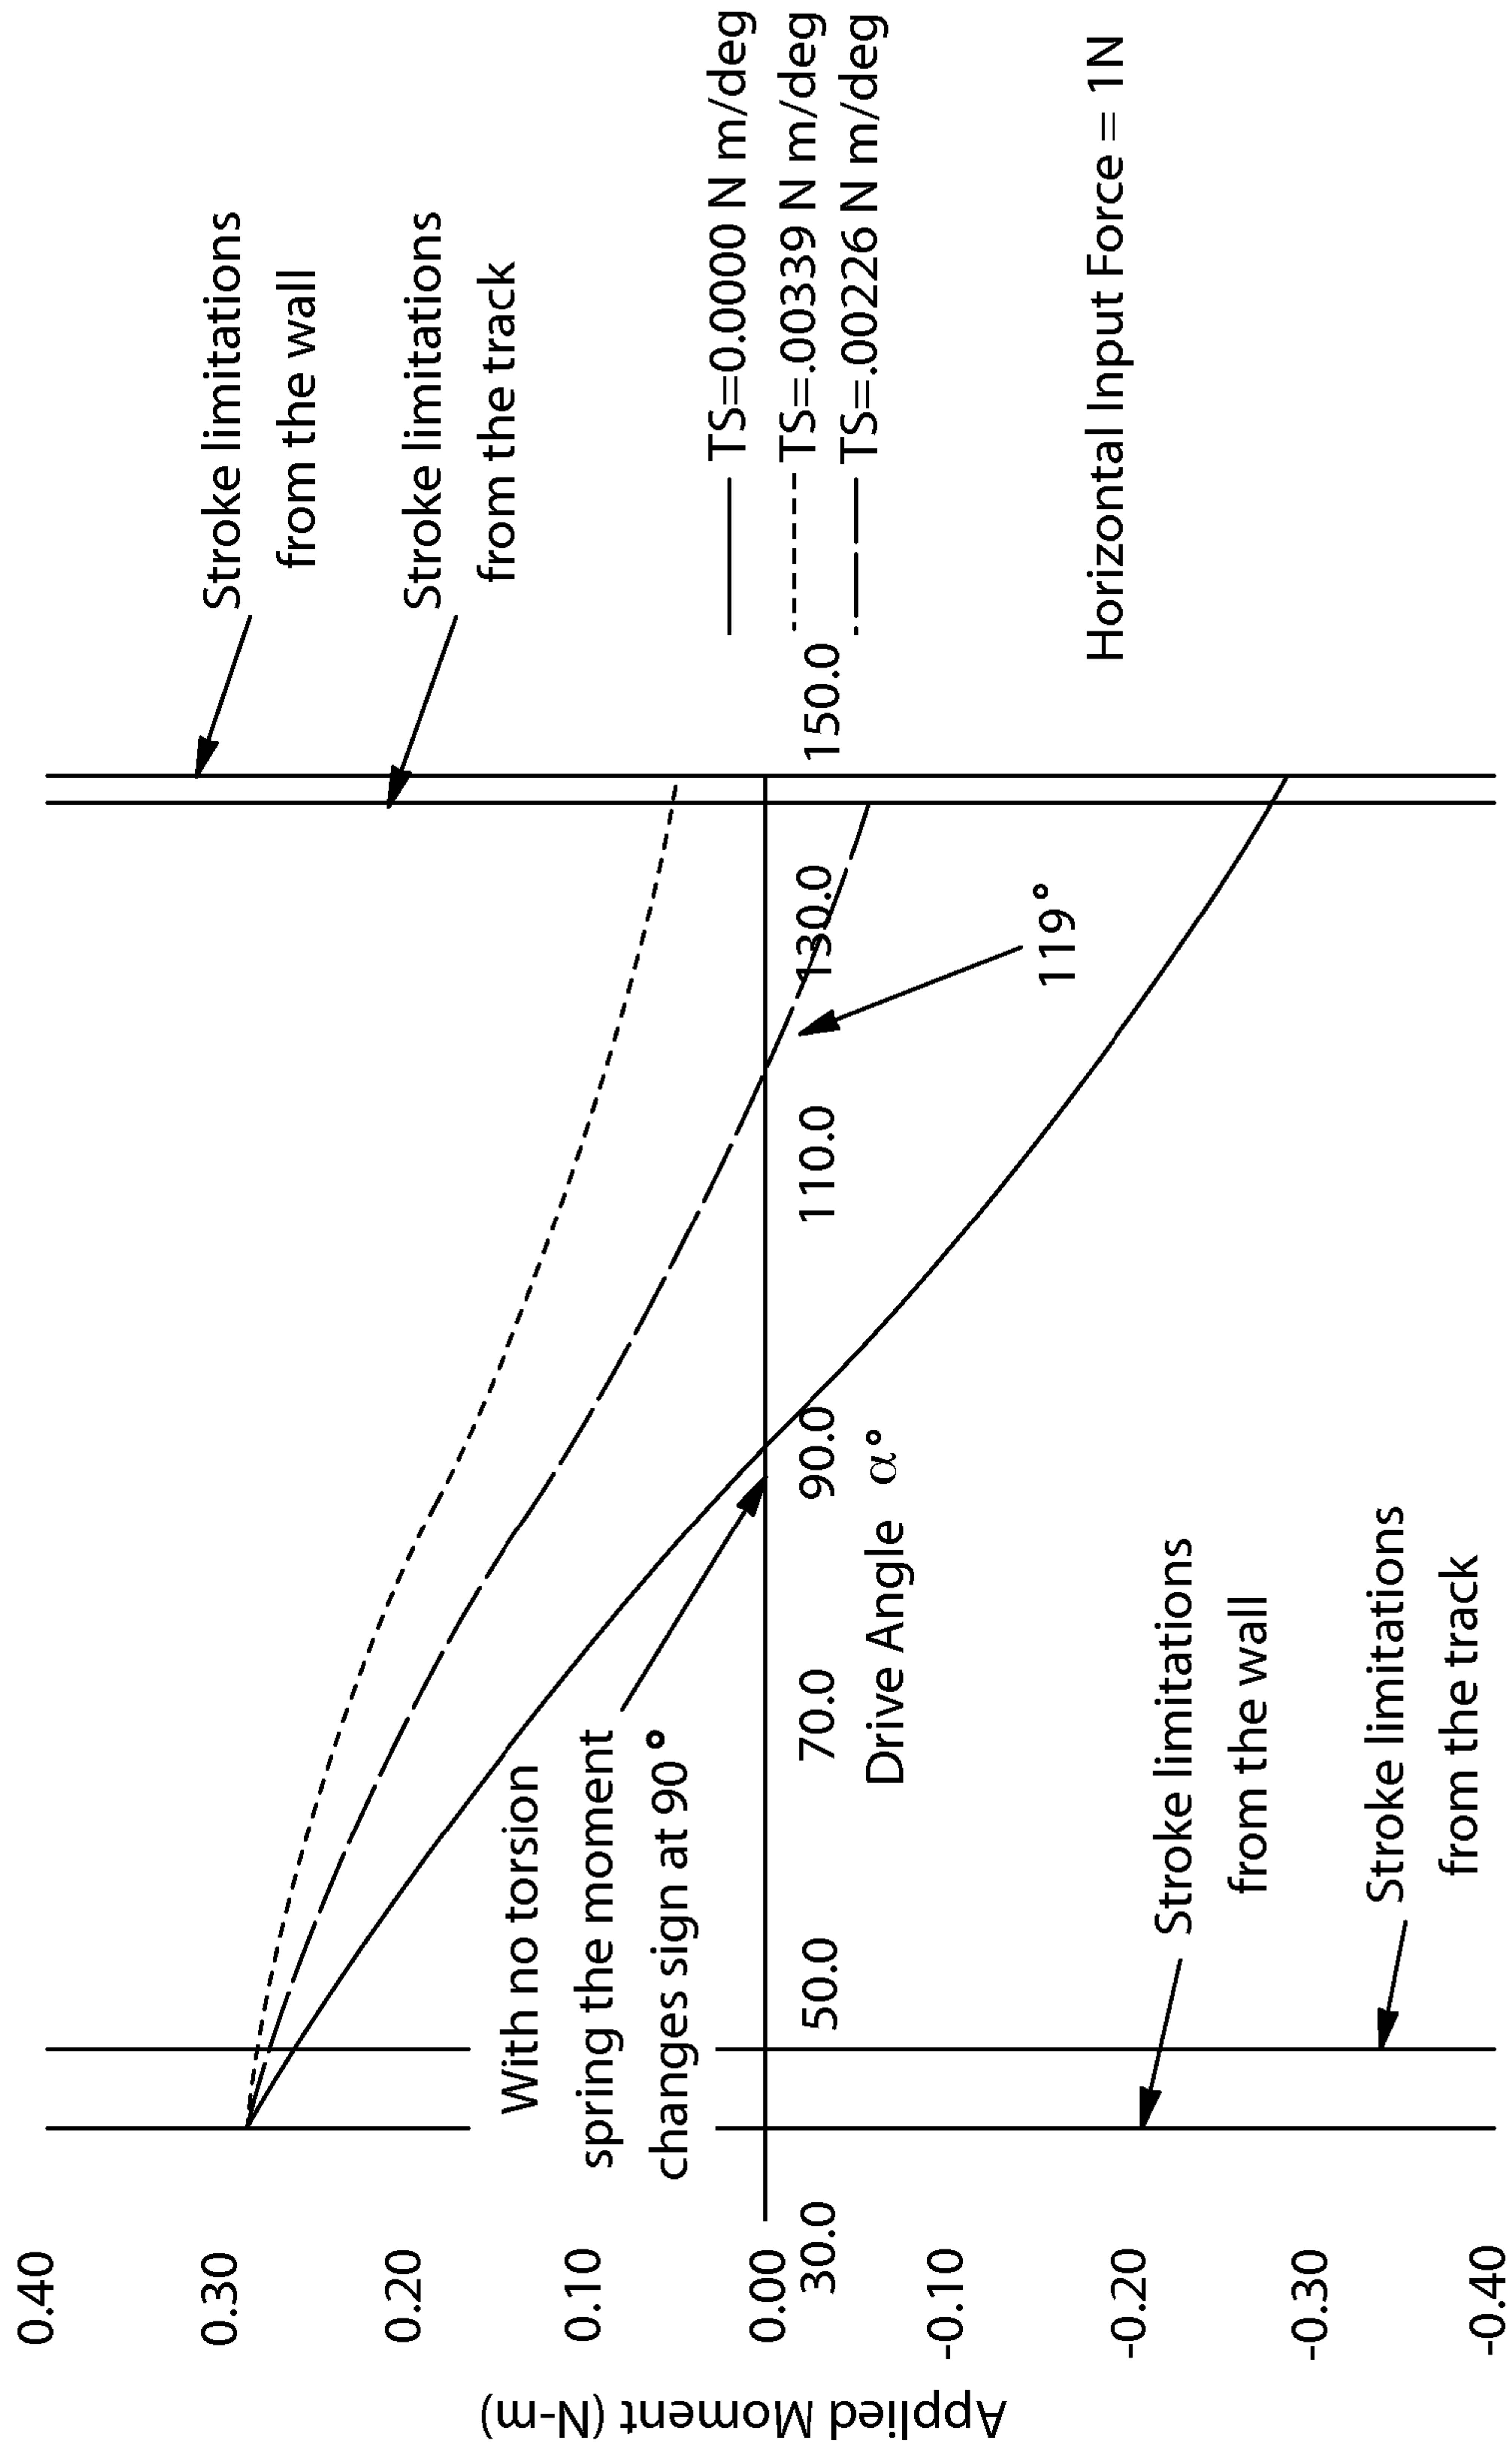 Stroke limitations
from the wall
Stroke limitations
from the track
0.40
0.30
0.20
0.10
0.00
-0.10
-0.20
-0.30
-0.40
Applied Moment (N-m)
With no torsion
spring the moment
changes sign at 90°
30.0
50.0
70.0
90.0
110.0
130.0
150.0
Drive Angle α°
TS=0.0000 N m/deg
TS=.00339 N m/deg
TS=.00226 N m/deg
119°
Horizontal Input Force = 1N
Stroke limitations
from the wall
Stroke limitations
from the track